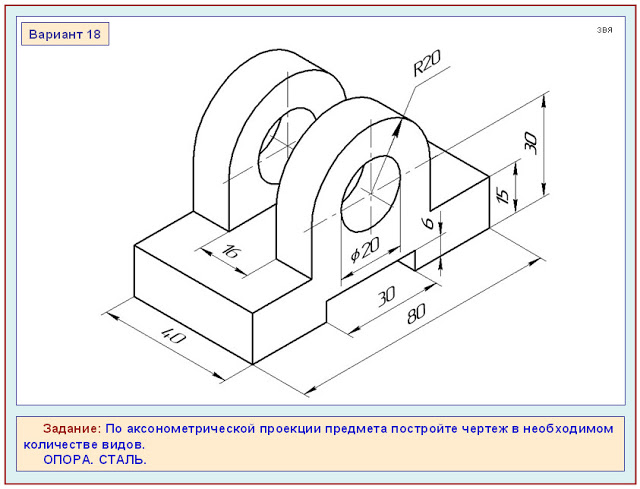 Вариант 18
ЗВЯ
R20
30
15
6
16
ϕ20
30
80
40
Задание: По аксонометрической проекции предмета постройте чертеж в необходимом
количестве видов.
ОПОРА. СТАЛЬ.